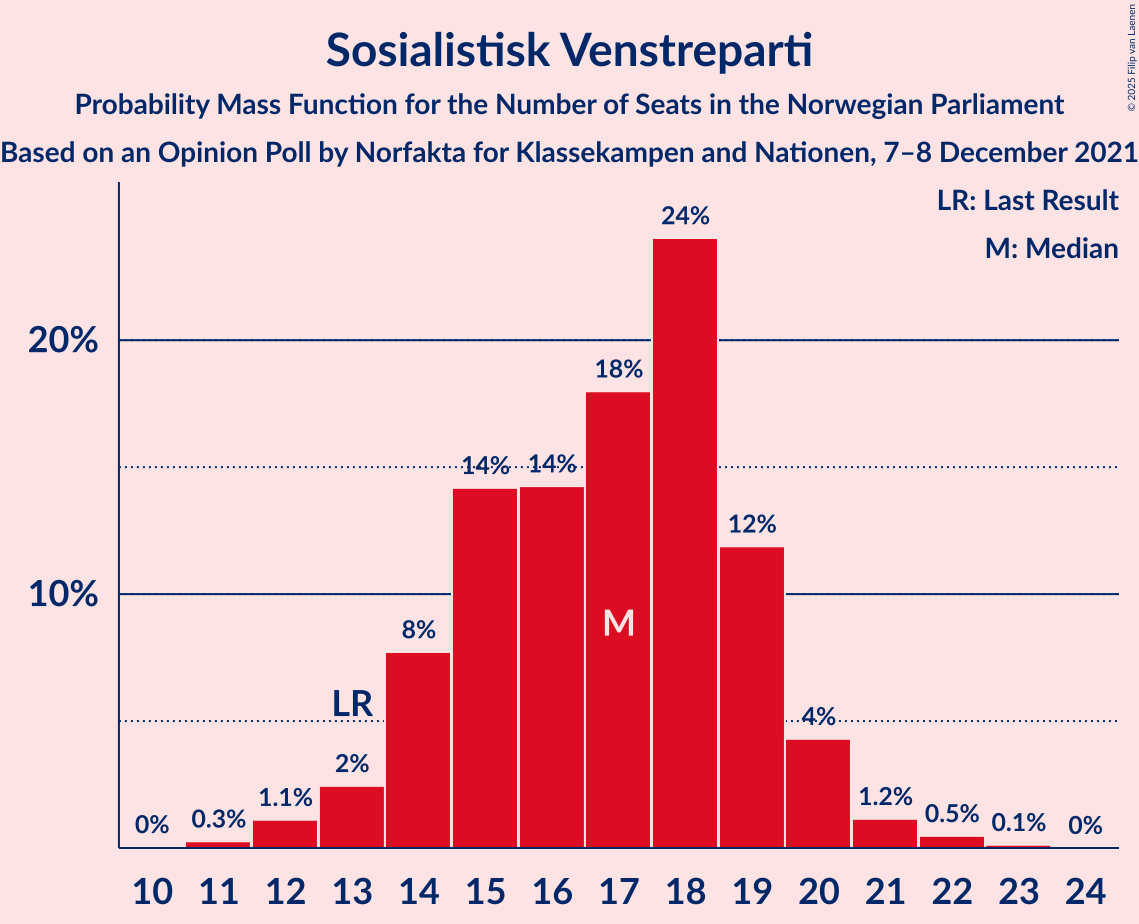 Sosialistisk Venstreparti
Probability Mass Function for the Number of Seats in the Norwegian Parliament
Based on an Opinion Poll by Norfakta for Klassekampen and Nationen, 7–8 December 2021
© 2025 Filip van Laenen
LR: Last Result
M: Median
24%
20%
18%
14% 14%
12%
10%
M
8%
LR
4%
2%
0% 0.3% 1.1% 1.2% 0.5% 0.1% 0%
10 11 12 13 14 15 16 17 18 19 20 21 22 23 24